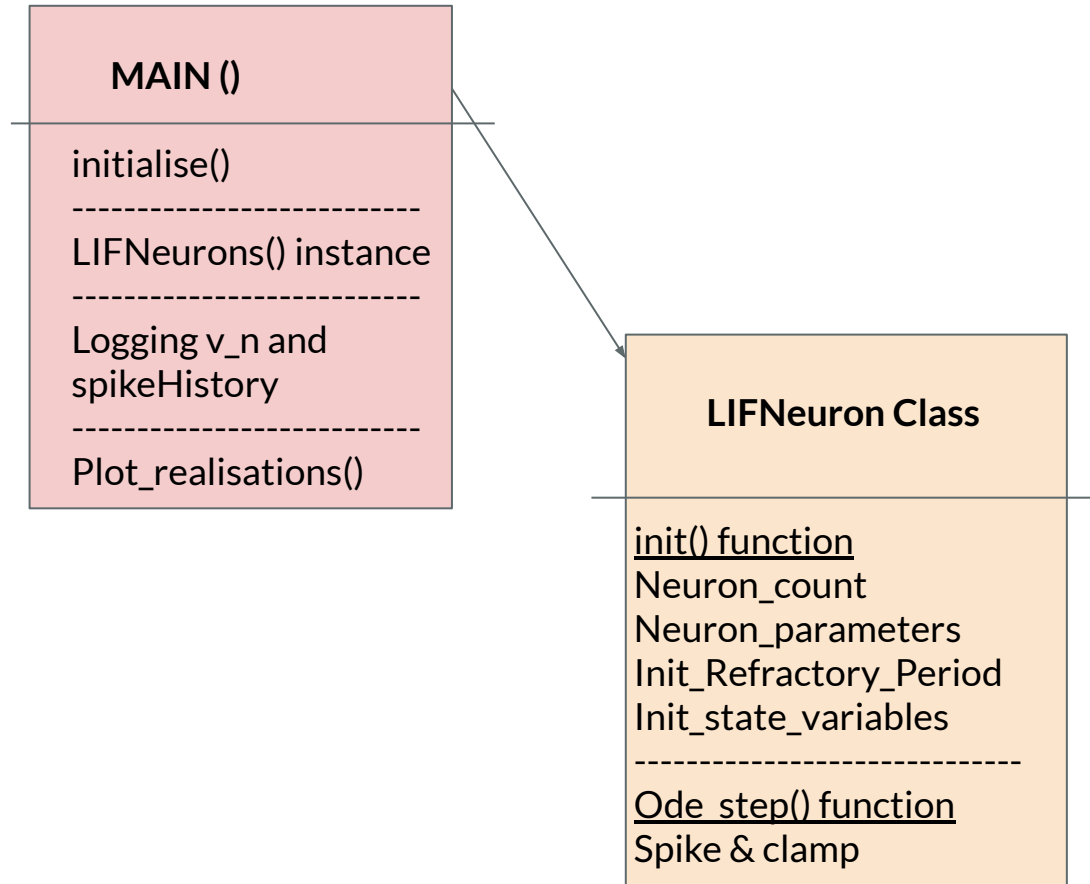 MAIN ()
initialise()
---------------------------
LIFNeurons() instance
---------------------------
Logging v_n and
spikeHistory
---------------------------
Plot_realisations()
LIFNeuron Class
init() function
Neuron_count
Neuron_parameters
Init_Refractory_Period
Init_state_variables
------------------------------
Ode_step() function
Spike & clamp